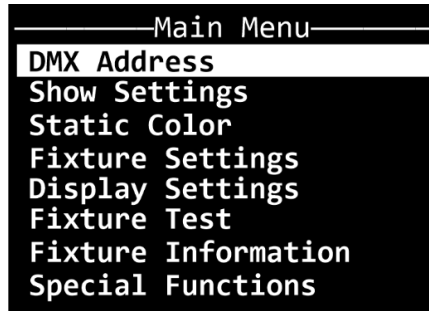 Main Menu
DMX Address
Show Settings
Static Color
Fixture Settings
Display Settings
Fixture Test
Fixture Information
Special Functions